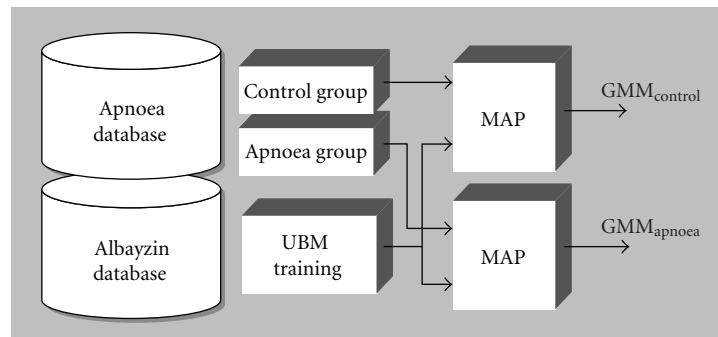 Apnoea
database
Albayzin
database
Control group
Apnoea group
UBM
training
MAP
MAP
GMMcontrol
GMMapnoea